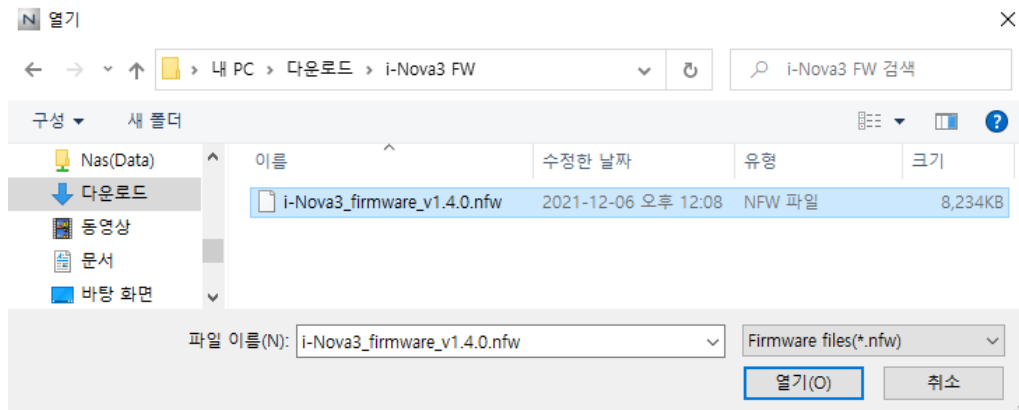 N 열기
내 PC › 다운로드 › i-Nova3 FW
i-Nova3 FW 검색
구성 새 폴더
Nas(Data)
다운로드
동영상
문서
바탕 화면
이름 수정한 날짜 유형 크기
i-Nova3_firmware_v1.4.0.nfw 2021-12-06 오후 12:08 NFW 파일 8,234KB
파일 이름(N): i-Nova3_firmware_v1.4.0.nfw Firmware files(*.nfw)
열기(O) 취소